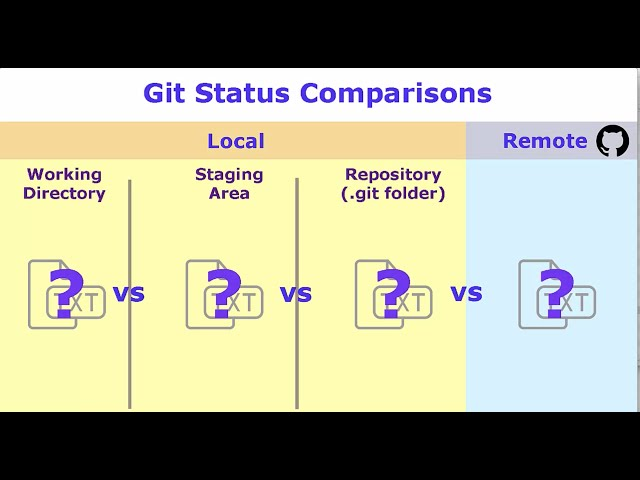 Git Status Comparisons
Local
Remote
Working
Directory
Staging
Area
Repository
(.git folder)
TXT ? vs TXT ? vs TXT ? vs TXT ?